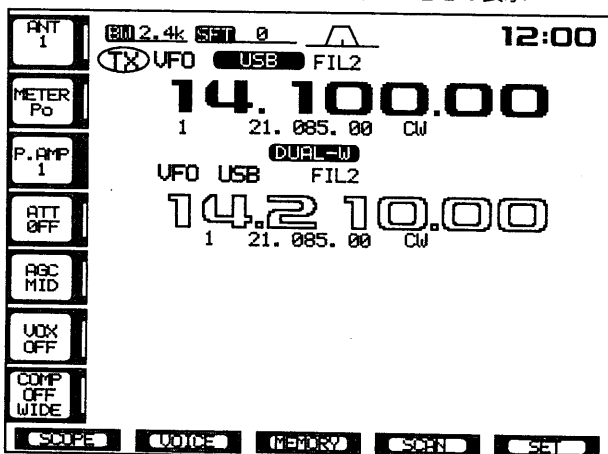 表示
ANT
1
BW 2.4k SFT 0
12:00
TX VFO USB FIL2
METER
Po
14.100.00
1 21.085.00 CW
P.AMP
1
DUAL-W
VFO USB FIL2
ATT
OFF
14.210.00
1 21.085.00 CW
AGC
MID
VOX
OFF
COMP
OFF
WIDE
SCOPE VOICE MEMORY SCAN SET